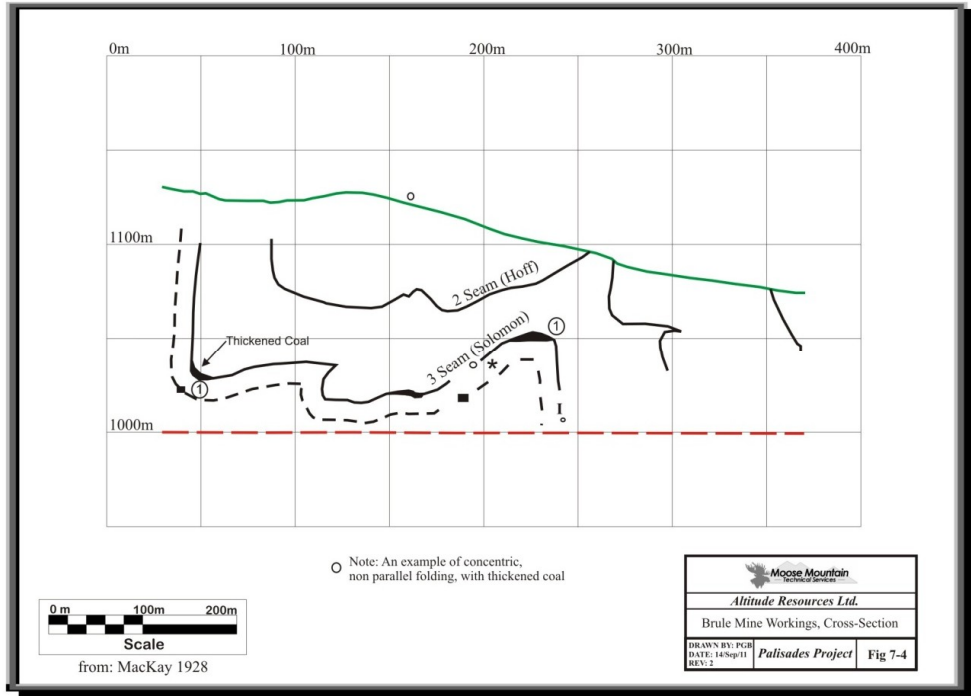 0m 100m 200m 300m 400m
1100m
2 Seam (Hoff)
3 Seam (Solomon)
1
Thickened Coal
1
*
I
1000m
Note: An example of concentric,
non parallel folding, with thickened coal
0 m 100m 200m
Scale
from: MacKay 1928
Moose Mountain
Technical Services
Altitude Resources Ltd.
Brule Mine Workings, Cross-Section
DRAWN BY: PGB
DATE: 14/Sep/11
REV: 2
Palisades Project
Fig 7-4